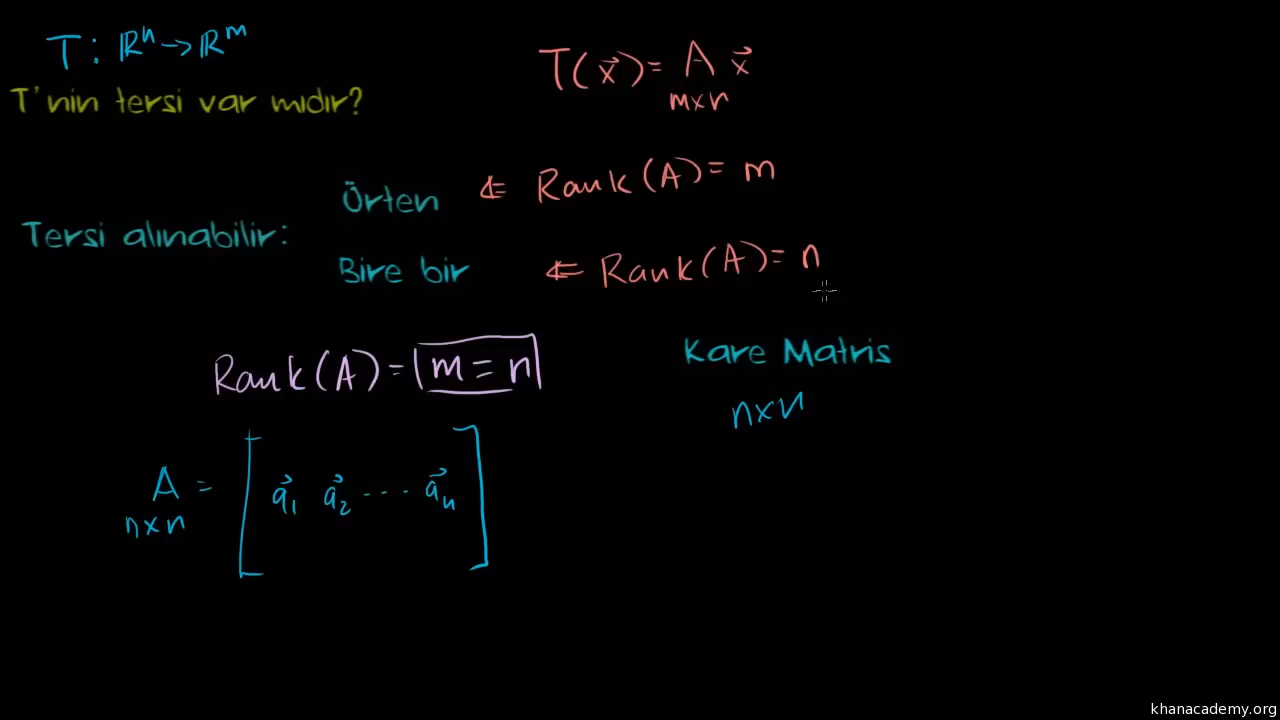 T: ℝⁿ → ℝᵐ
T(x⃗) = A x⃗
m×n
T'nin tersi var mıdır?
Örten ⇐ Rank(A) = m
Tersi alınabilir:
Bire bir ⇐ Rank(A) = n
Rank(A) = m = n
Kare Matris
n×n
A = [ a⃗₁ a⃗₂ ... a⃗ₙ ]
n×n
khanacademy.org